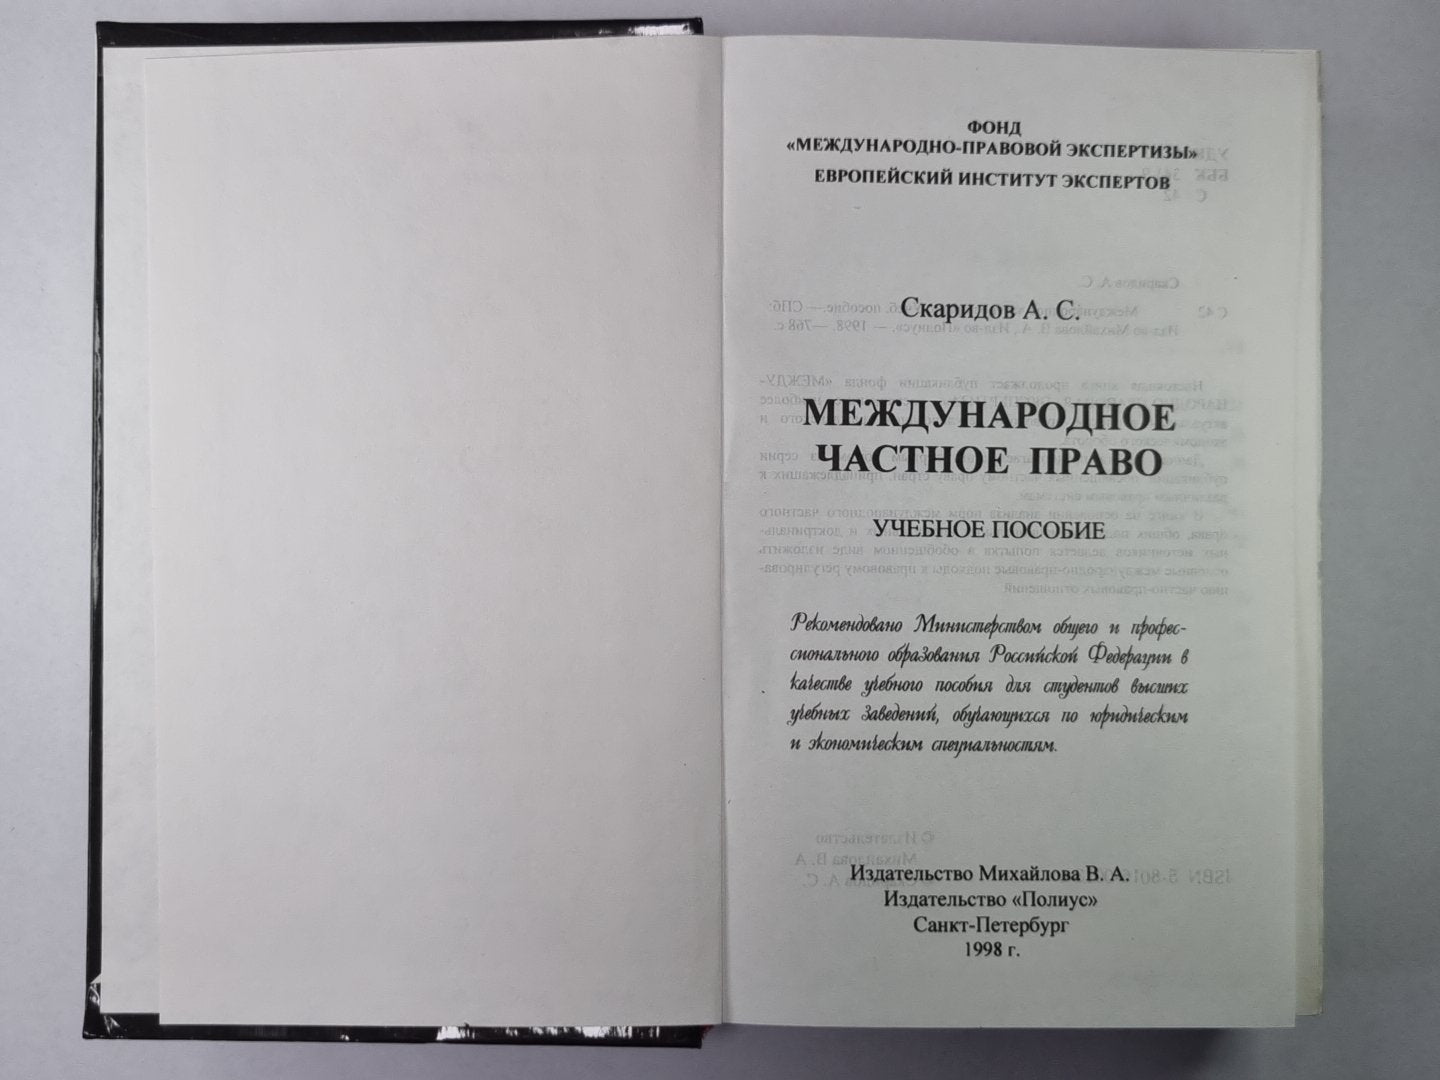 ФОНД
«МЕЖДУНАРОДНО-ПРАВОВОЙ ЭКСПЕРТИЗЫ»
ЕВРОПЕЙСКИЙ ИНСТИТУТ ЭКСПЕРТОВ
Скаридов А. С.
МЕЖДУНАРОДНОЕ
ЧАСТНОЕ ПРАВО
УЧЕБНОЕ ПОСОБИЕ
Рекомендовано Министерством общего и профес-
сионального образования Российской Федерации в
качестве учебного пособия для студентов высших
учебных заведений, обучающихся по юридическим
и экономическим специальностям.
Издательство Михайлова В. А.
Издательство «Полиус»
Санкт-Петербург
1998 г.